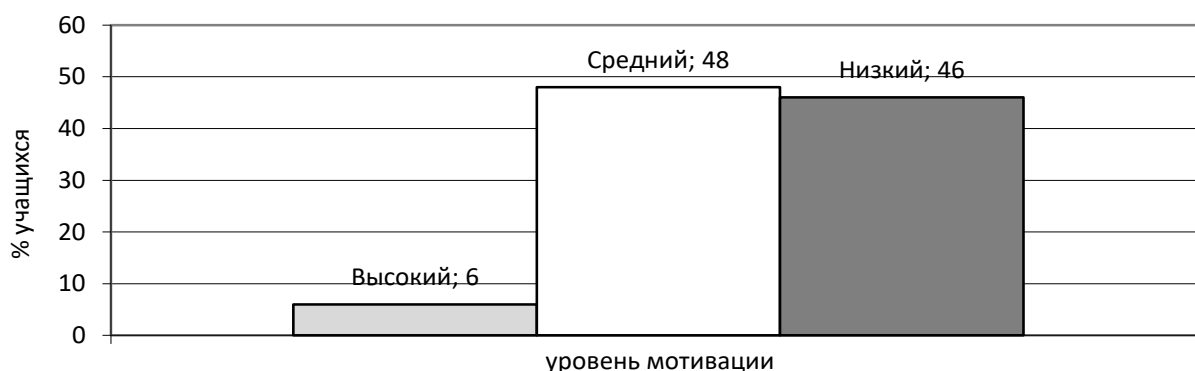 60
50
40
30
20
10
0
% учащихся
Средний; 48
Низкий; 46
Высокий; 6
уровень мотивации